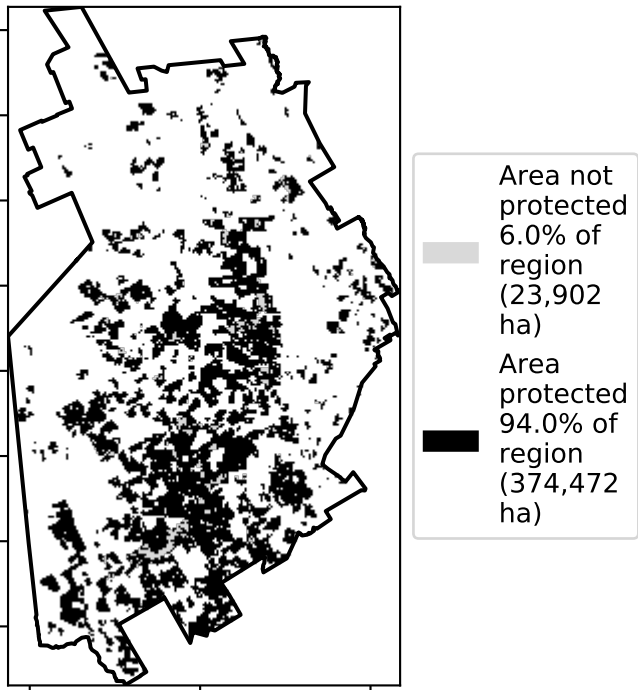 Area not
protected
6.0% of
region
(23,902
ha)
Area
protected
94.0% of
region
(374,472
ha)